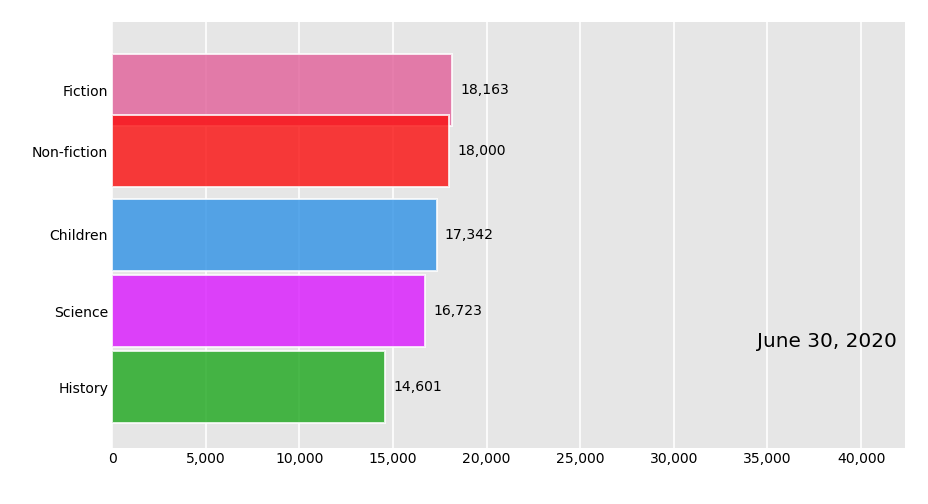 Fiction 18,163
Non-fiction 18,000
Children 17,342
Science 16,723
June 30, 2020
History 14,601
0 5,000 10,000 15,000 20,000 25,000 30,000 35,000 40,000